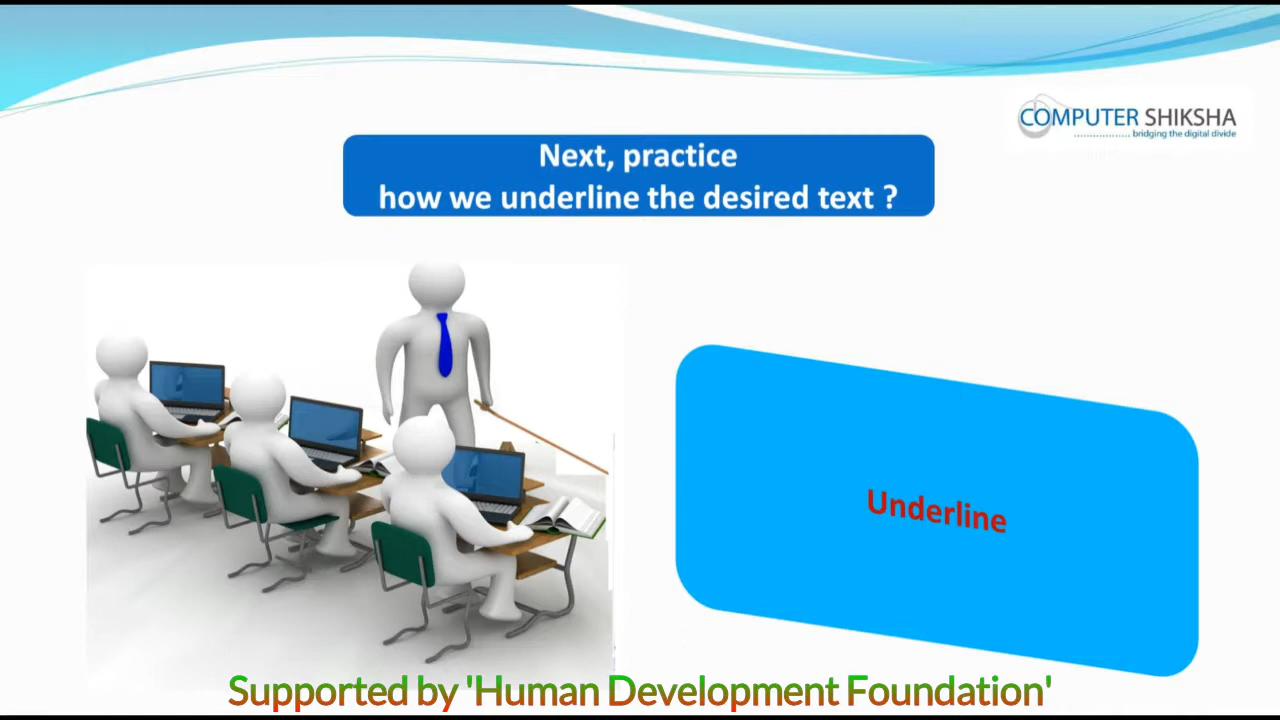 COMPUTER SHIKSHA
.................. bridging the digital divide
Next, practice
how we underline the desired text ?
Underline
Supported by 'Human Development Foundation'